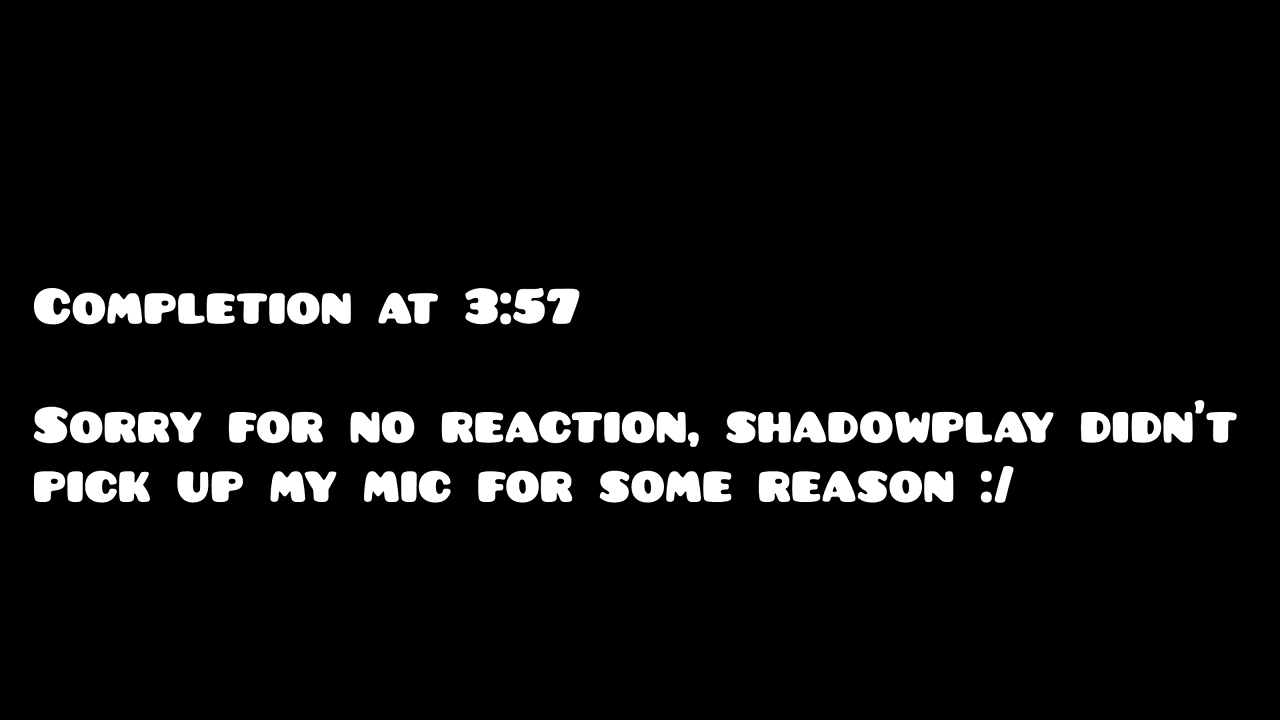 Completion at 3:57
Sorry for no reaction, shadowplay didn't
pick up my mic for some reason :/